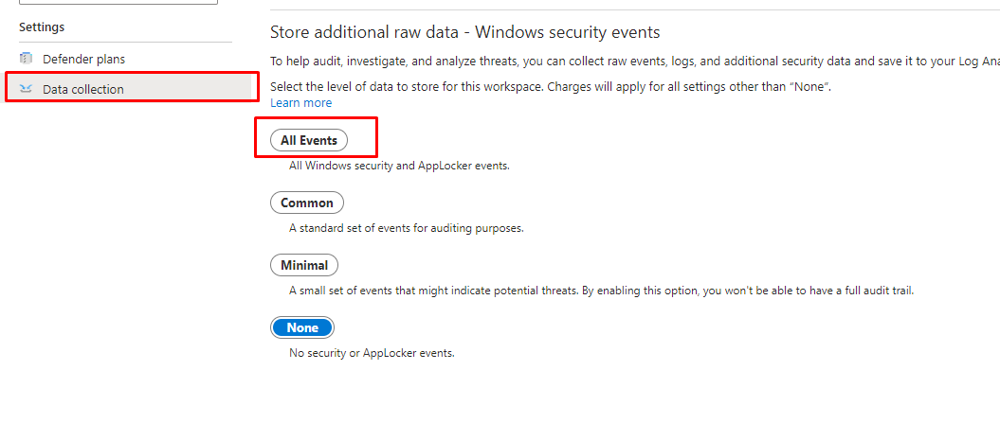 Settings
Defender plans
Data collection
Store additional raw data - Windows security events
To help audit, investigate, and analyze threats, you can collect raw events, logs, and additional security data and save it to your Log Ana
Select the level of data to store for this workspace. Charges will apply for all settings other than “None”.
Learn more
All Events
All Windows security and AppLocker events.
Common
A standard set of events for auditing purposes.
Minimal
A small set of events that might indicate potential threats. By enabling this option, you won't be able to have a full audit trail.
None
No security or AppLocker events.